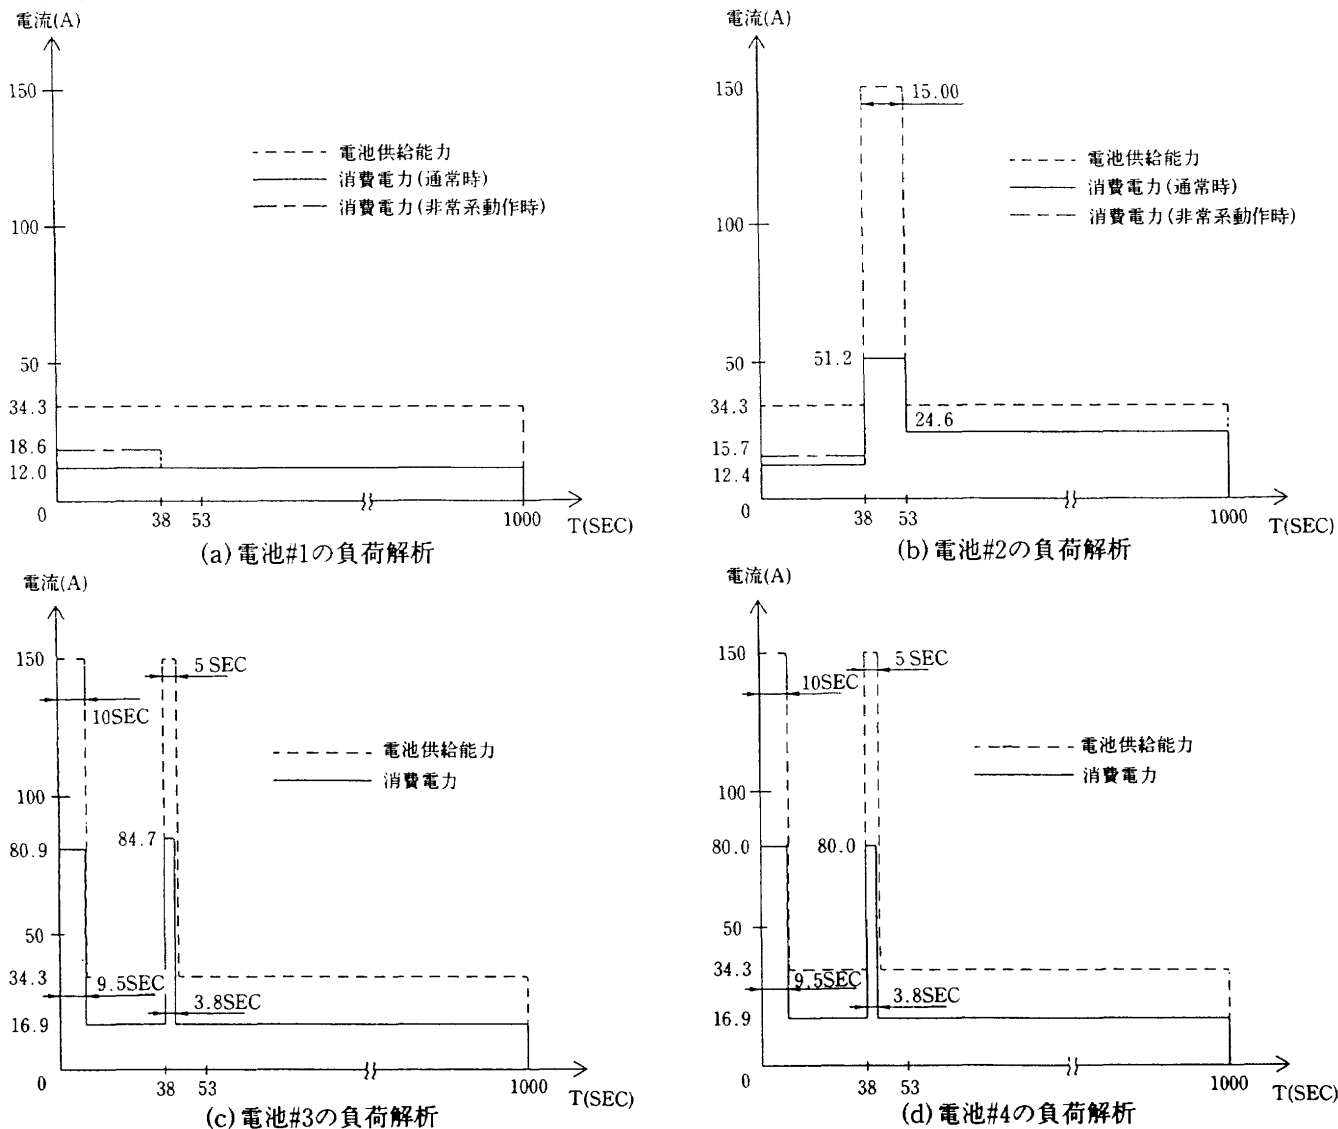 電流(A)
150
100
50
34.3
18.6
12.0
0
電池供給能力
消費電力(通常時)
消費電力(非常系動作時)
38
53
1000
T(SEC)
(a)電池#1の負荷解析
電流(A)
150
100
50
34.3
15.7
12.4
0
15.00
51.2
24.6
電池供給能力
消費電力(通常時)
消費電力(非常系動作時)
38
53
1000
T(SEC)
(b)電池#2の負荷解析
電流(A)
150
100
80.9
50
34.3
16.9
0
5 SEC
10SEC
84.7
9.5SEC
3.8SEC
電池供給能力
消費電力
38
53
1000
T(SEC)
(c)電池#3の負荷解析
電流(A)
150
100
80.0
50
34.3
16.9
0
5 SEC
10SEC
80.0
9.5SEC
3.8SEC
電池供給能力
消費電力
38
53
1000
T(SEC)
(d)電池#4の負荷解析